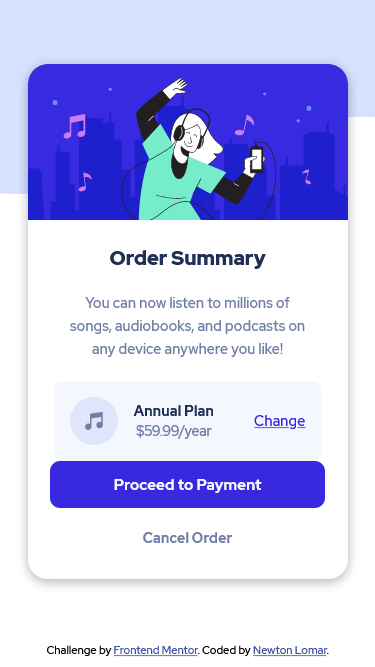 Order Summary
You can now listen to millions of
songs, audiobooks, and podcasts on
any device anywhere you like!
Annual Plan
$59.99/year
Change
Proceed to Payment
Cancel Order
Challenge by Frontend Mentor. Coded by Newton Lomar.